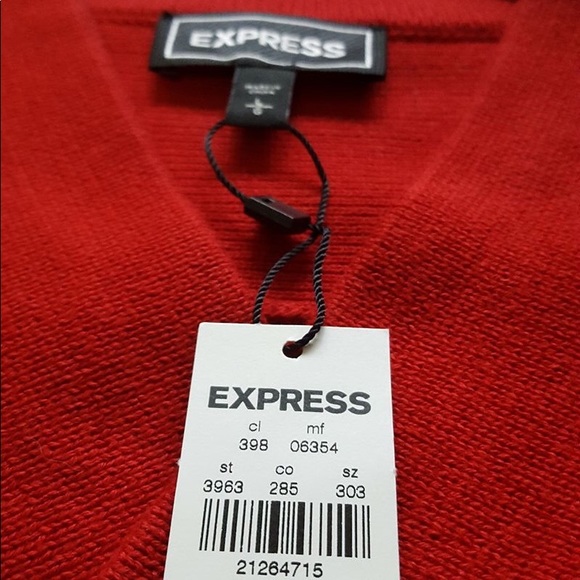 EXPRESS
EXPRESS
cl mf
398 06354
st co sz
3963 285 303
21264715